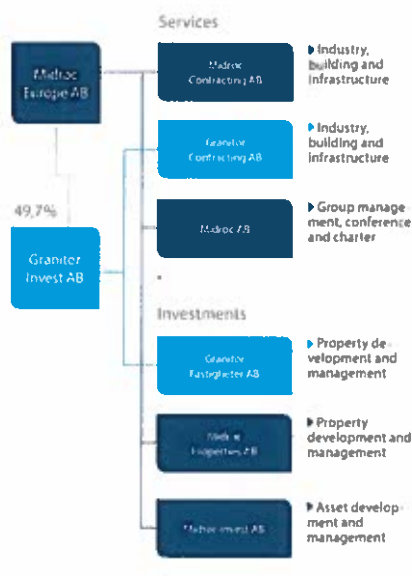 Services
Midroc
Europe AB
Midroc
Contracting AB
Industry,
building and
infrastructure
Granitor
Contracting AB
Industry,
building and
infrastructure
49,7%
Granitor
Invest AB
Midroc AB
Group manage
ment, conference
and charter
Investments
Granitor
Fastigheter AB
Property de-
velopment and
management
Midroc
Properties AB
Property
development and
management
Midroc Invest AB
Asset develop-
ment and
management